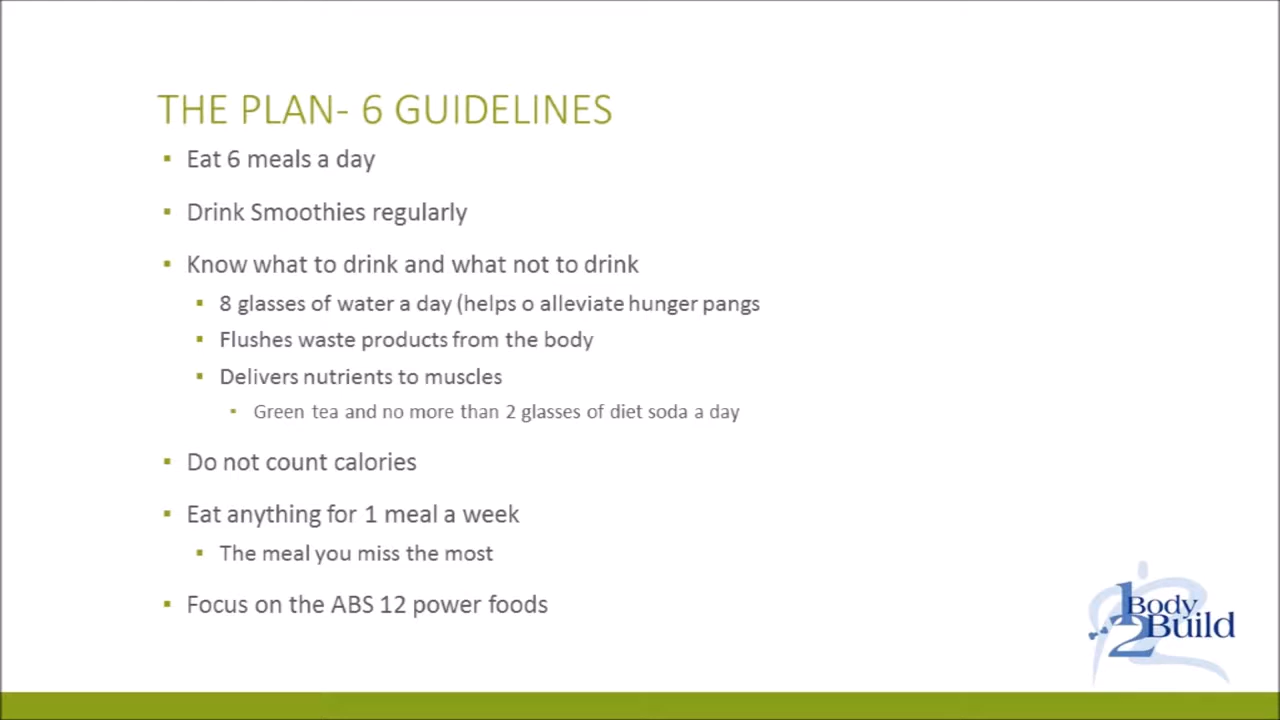 THE PLAN- 6 GUIDELINES
▪ Eat 6 meals a day
▪ Drink Smoothies regularly
▪ Know what to drink and what not to drink
▪ 8 glasses of water a day (helps o alleviate hunger pangs
▪ Flushes waste products from the body
▪ Delivers nutrients to muscles
▪ Green tea and no more than 2 glasses of diet soda a day
▪ Do not count calories
▪ Eat anything for 1 meal a week
▪ The meal you miss the most
▪ Focus on the ABS 12 power foods
1 Body
2 Build